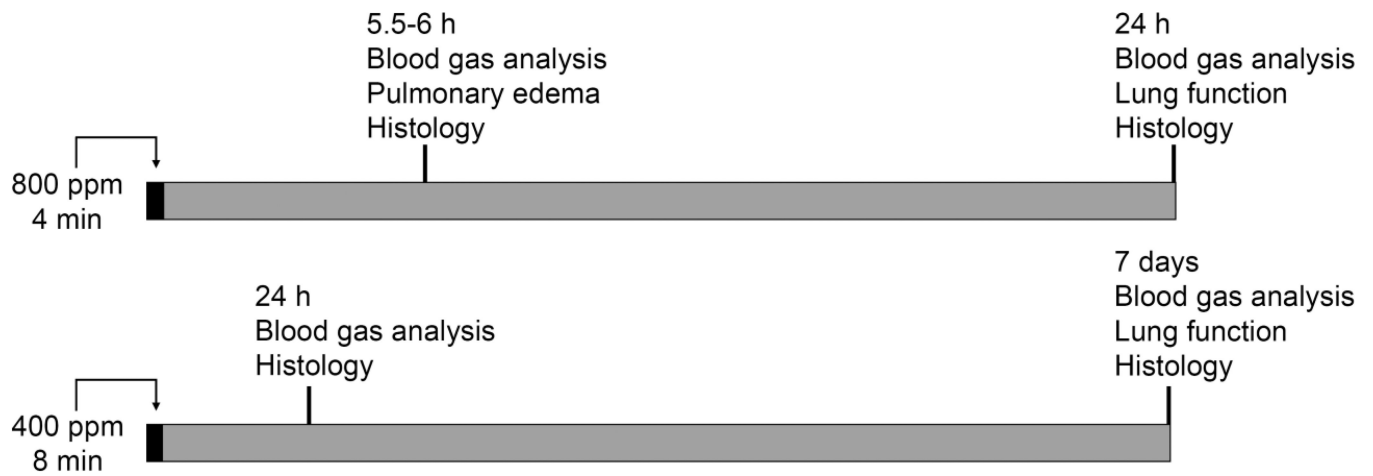 5.5-6 h
Blood gas analysis
Pulmonary edema
Histology
24 h
Blood gas analysis
Lung function
Histology
800 ppm
4 min
24 h
Blood gas analysis
Histology
7 days
Blood gas analysis
Lung function
Histology
400 ppm
8 min